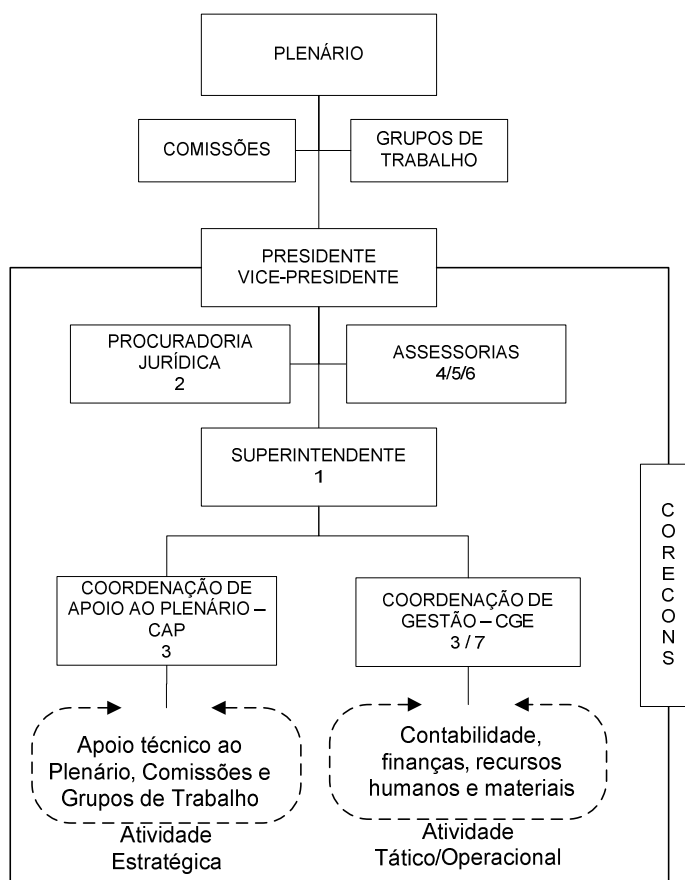 PLENÁRIO
COMISSÕES
GRUPOS DE
TRABALHO
PRESIDENTE
VICE-PRESIDENTE
PROCURADORIA
JURÍDICA
2
ASSESSORIAS
4/5/6
SUPERINTENDENTE
1
COORDENAÇÃO DE
APOIO AO PLENÁRIO –
CAP
3
COORDENAÇÃO DE
GESTÃO – CGE
3 / 7
Apoio técnico ao
Plenário, Comissões e
Grupos de Trabalho
Atividade
Estratégica
Contabilidade,
finanças, recursos
humanos e materiais
Atividade
Tático/Operacional
C
O
R
E
C
O
N
S